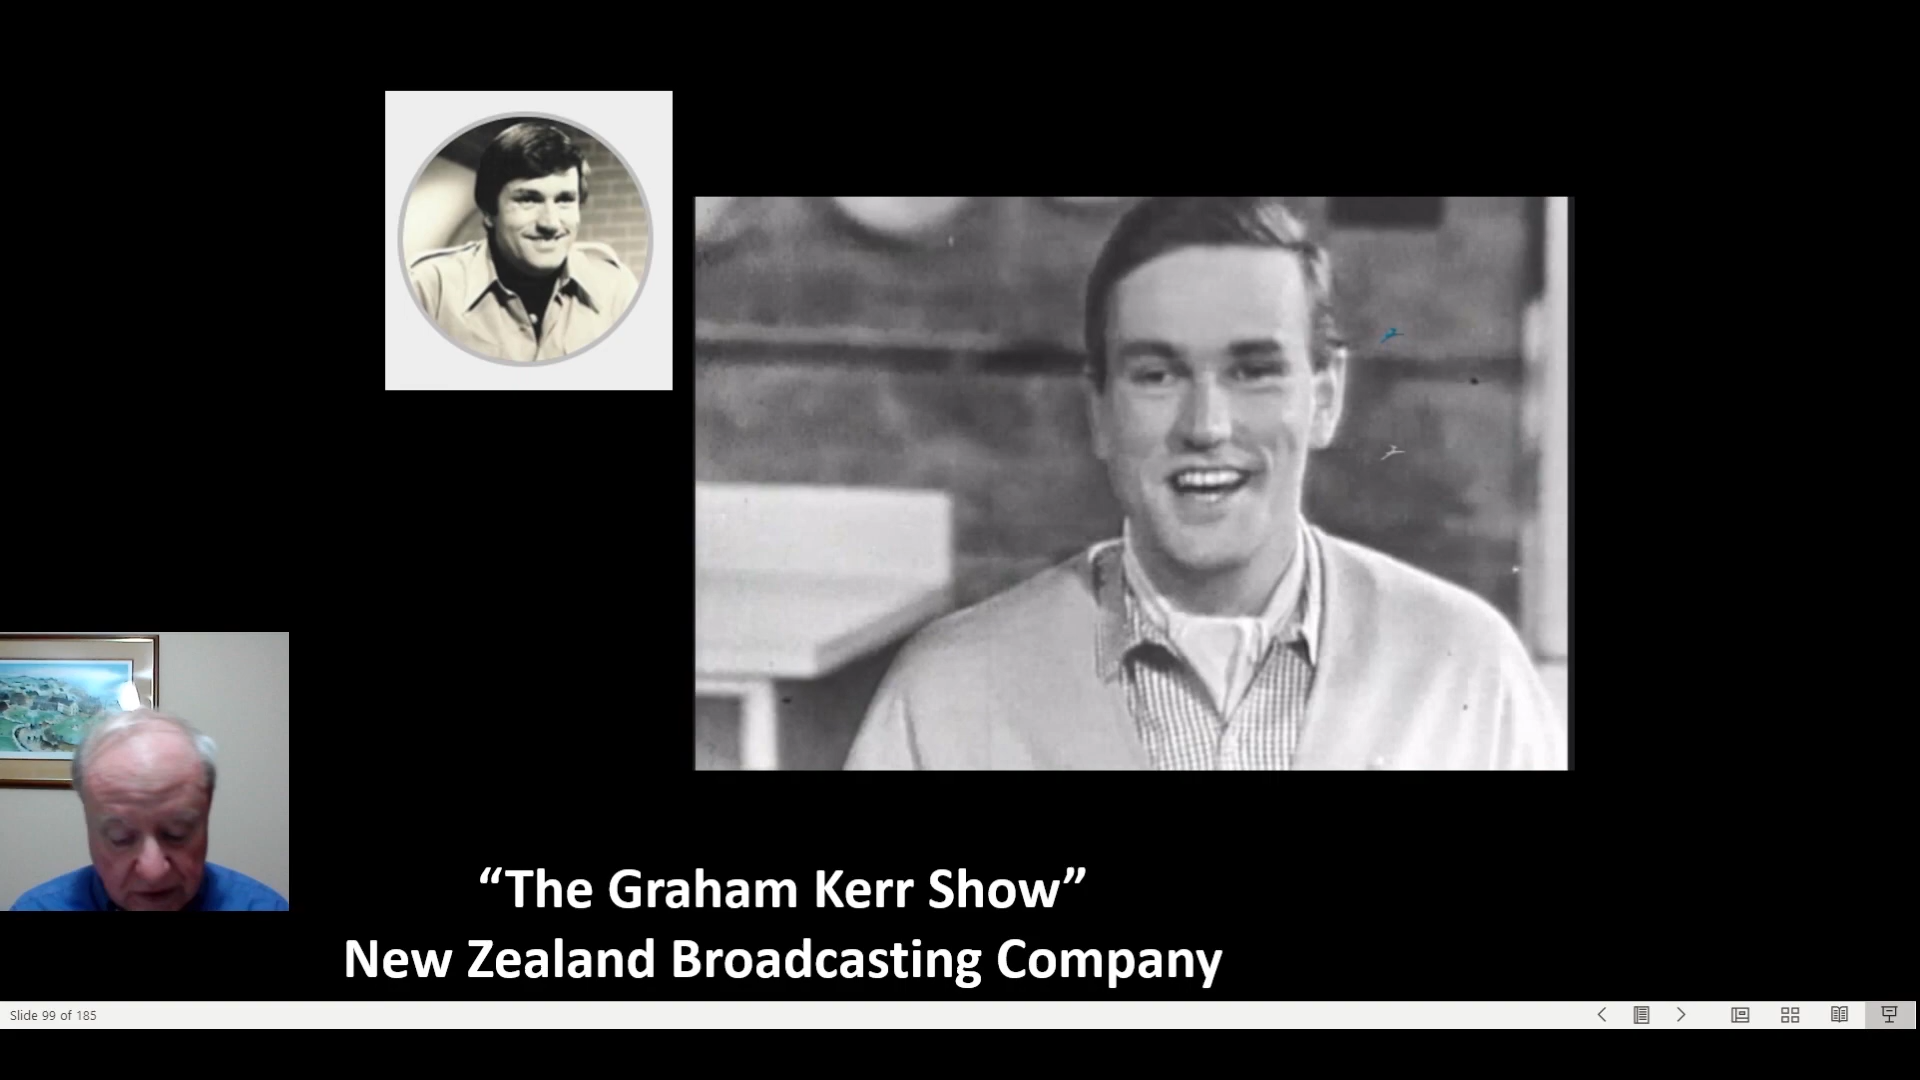 “The Graham Kerr Show”
New Zealand Broadcasting Company
Slide 99 of 185